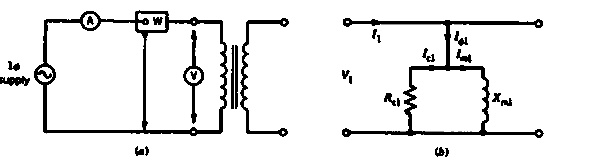 A
W
1ϕ
supply
V
(a)
I₁
Iϕ1
Ic1
Im1
V₁
Rc1
Xm1
(b)